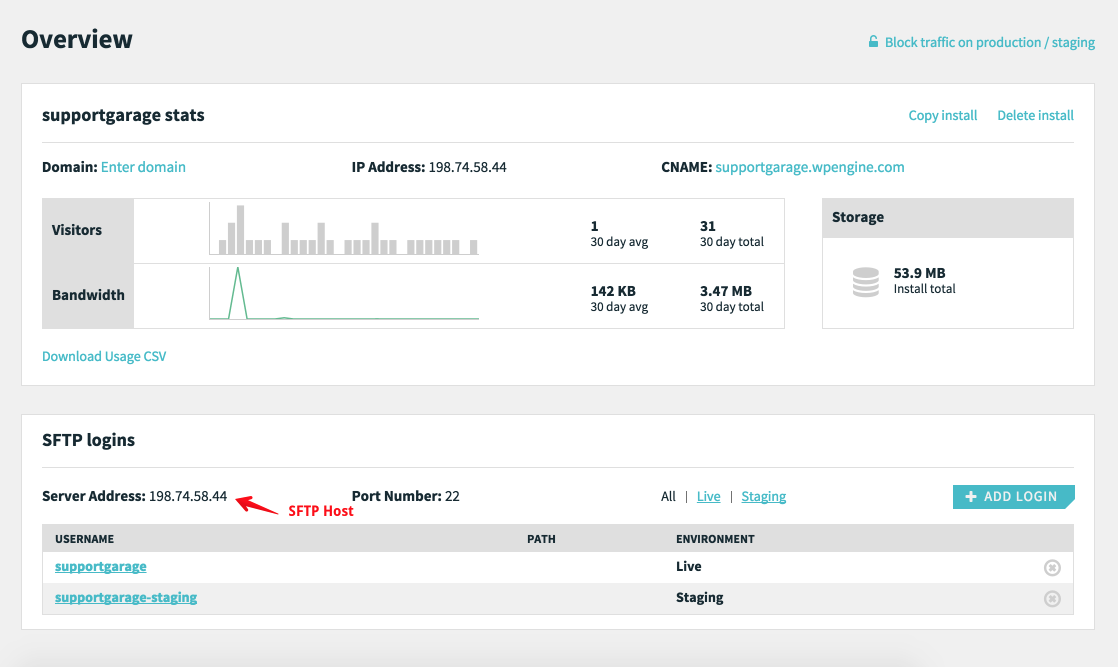 Overview
Block traffic on production / staging
supportgarage stats
Copy install Delete install
Domain: Enter domain IP Address: 198.74.58.44 CNAME: supportgarage.wpengine.com
Visitors
1
30 day avg
31
30 day total
Bandwidth
142 KB
30 day avg
3.47 MB
30 day total
Storage
53.9 MB
Install total
Download Usage CSV
SFTP logins
Server Address: 198.74.58.44 Port Number: 22 All | Live | Staging + ADD LOGIN
SFTP Host
USERNAME PATH ENVIRONMENT
supportgarage Live
supportgarage-staging Staging